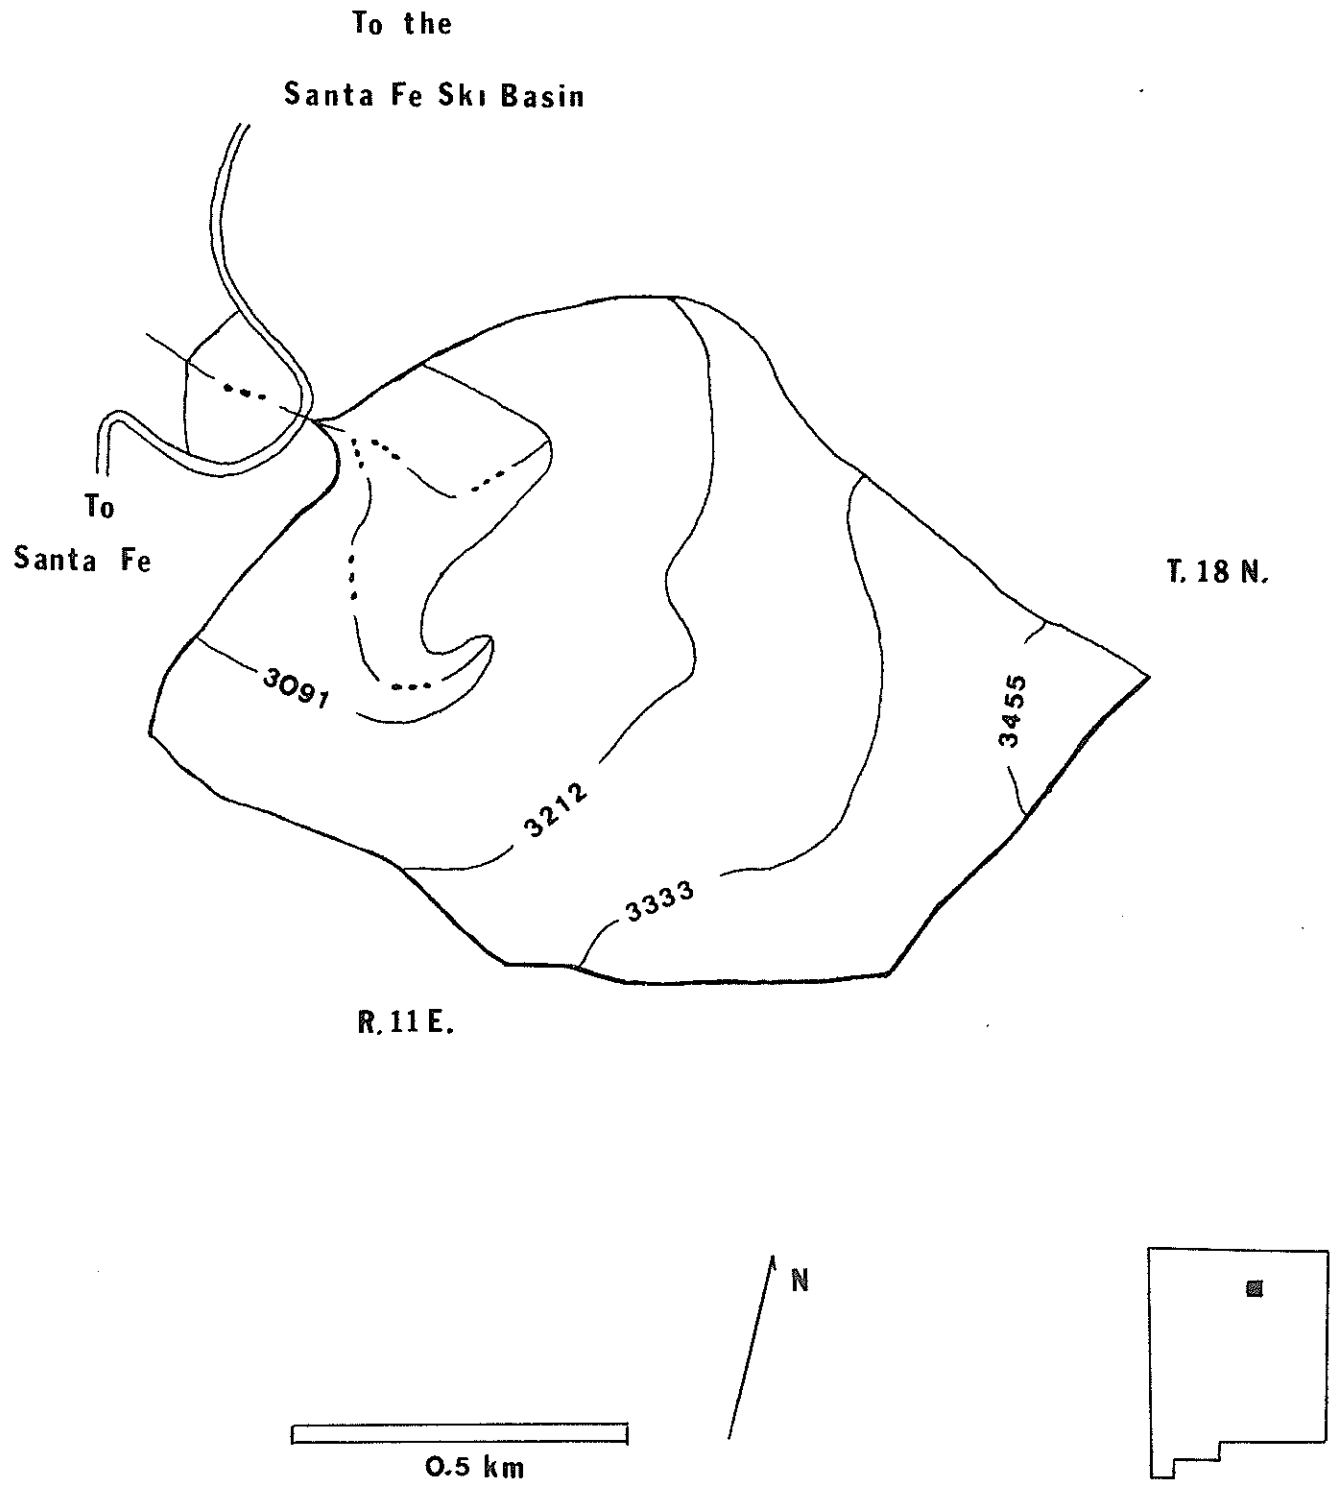 To the
Santa Fe Ski Basin
To
Santa Fe
T. 18 N.
3091
3455
3212
3333
R. 11 E.
N
0.5 km